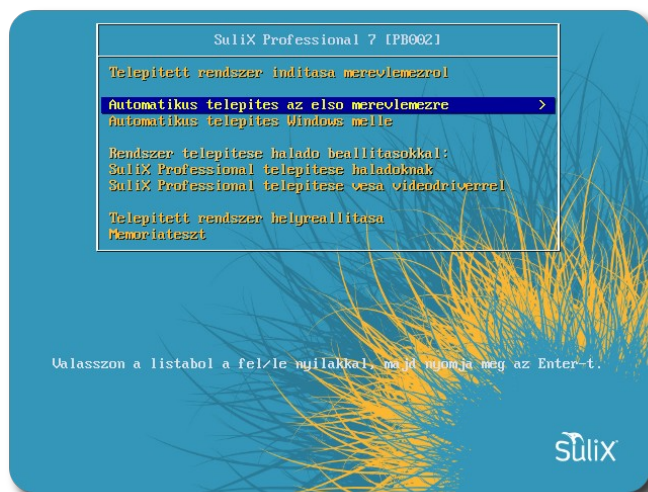 SuliX Professional 7 [PB002]
Telepitett rendszer inditasa merevlemezrol
Automatikus telepites az elso merevlemezre >
Automatikus telepites Windows melle
Rendszer telepitese halado beallitasokkal:
SuliX Professional telepitese haladoknak
SuliX Professional telepitese vesa videodriverrel
Telepitett rendszer helyreallitasa
Memoriateszt
Valasszon a listabol a fel/le nyilakkal, majd nyomja meg az Enter-t.
SuliX